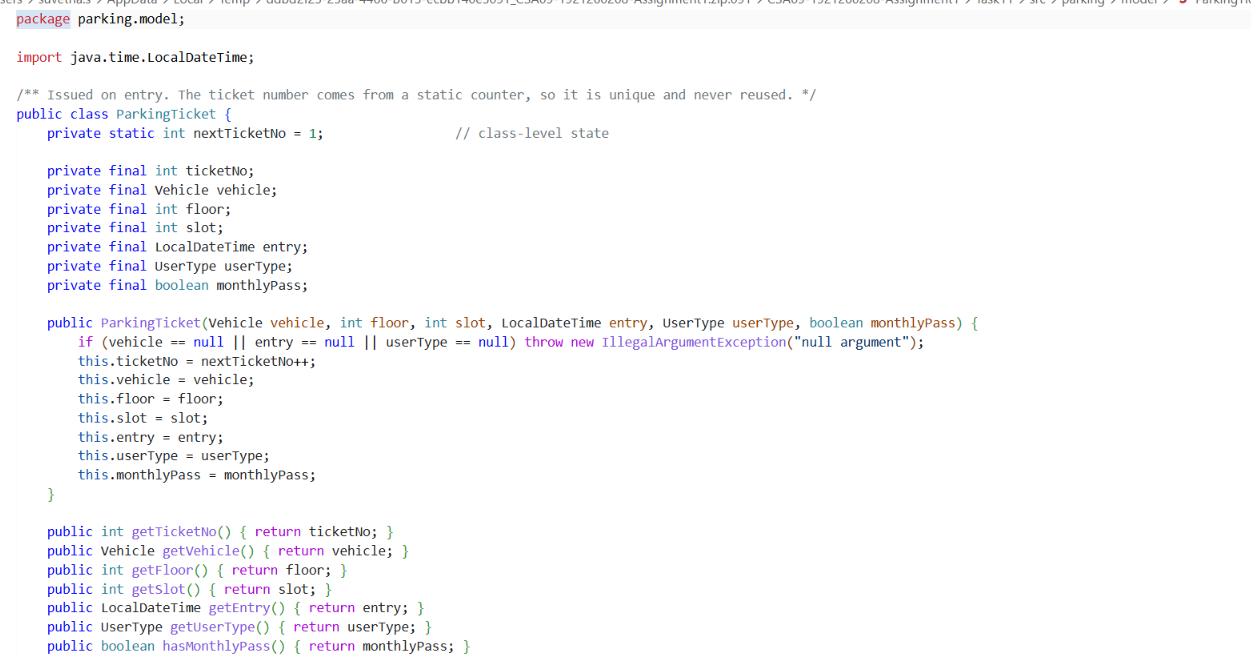 package parking.model;
import java.time.LocalDateTime;
/** Issued on entry. The ticket number comes from a static counter, so it is unique and never reused. */
public class ParkingTicket {
    private static int nextTicketNo = 1;                 // class-level state
    private final int ticketNo;
    private final Vehicle vehicle;
    private final int floor;
    private final int slot;
    private final LocalDateTime entry;
    private final UserType userType;
    private final boolean monthlyPass;
    public ParkingTicket(Vehicle vehicle, int floor, int slot, LocalDateTime entry, UserType userType, boolean monthlyPass) {
        if (vehicle == null || entry == null || userType == null) throw new IllegalArgumentException("null argument");
        this.ticketNo = nextTicketNo++;
        this.vehicle = vehicle;
        this.floor = floor;
        this.slot = slot;
        this.entry = entry;
        this.userType = userType;
        this.monthlyPass = monthlyPass;
    }
    public int getTicketNo() { return ticketNo; }
    public Vehicle getVehicle() { return vehicle; }
    public int getFloor() { return floor; }
    public int getSlot() { return slot; }
    public LocalDateTime getEntry() { return entry; }
    public UserType getUserType() { return userType; }
    public boolean hasMonthlyPass() { return monthlyPass; }